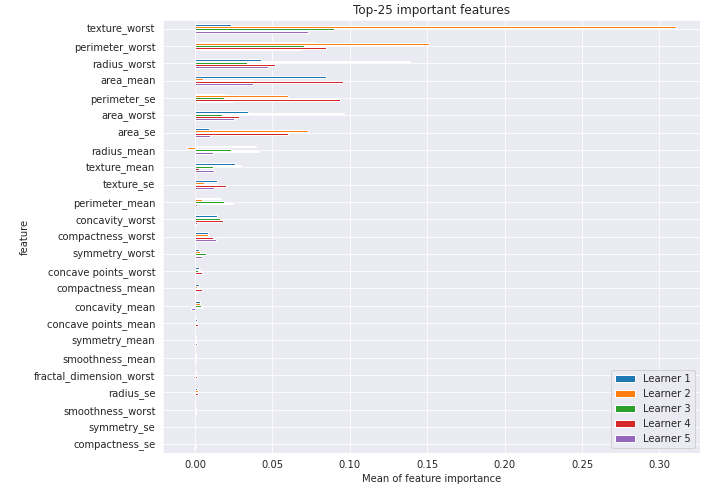 Top-25 important features
texture_worst
perimeter_worst
radius_worst
area_mean
perimeter_se
area_worst
area_se
radius_mean
texture_mean
texture_se
perimeter_mean
concavity_worst
compactness_worst
symmetry_worst
concave points_worst
compactness_mean
concavity_mean
concave points_mean
symmetry_mean
smoothness_mean
fractal_dimension_worst
radius_se
smoothness_worst
symmetry_se
compactness_se
feature
Learner 1
Learner 2
Learner 3
Learner 4
Learner 5
0.00 0.05 0.10 0.15 0.20 0.25 0.30
Mean of feature importance